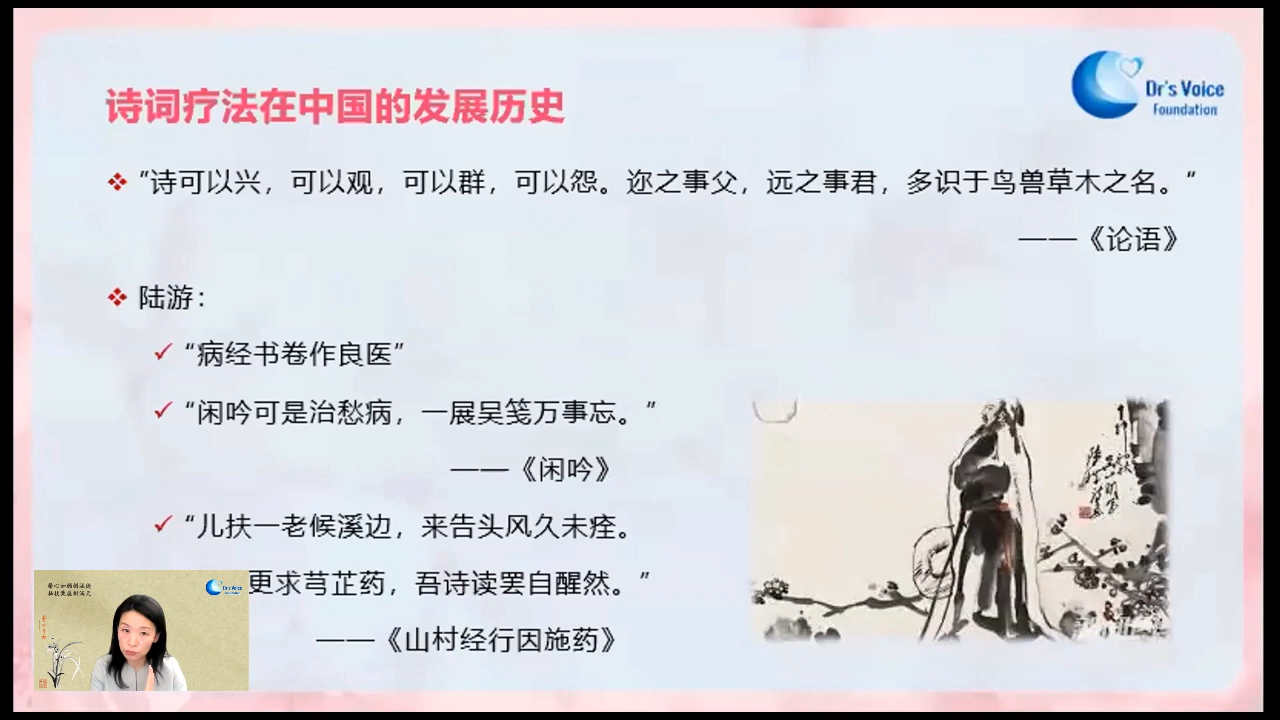 诗词疗法在中国的发展历史
Dr's Voice
Foundation
“诗可以兴，可以观，可以群，可以怨。迩之事父，远之事君，多识于鸟兽草木之名。“
——《论语》
陆游：
“病经书卷作良医”
“闲吟可是治愁病，一展吴笺万事忘。”
——《闲吟》
“儿扶一老候溪边，来告头风久未痊。
更求芎芷药，吾诗读罢自醒然。”
——《山村经行因施药》
Dr's Voice